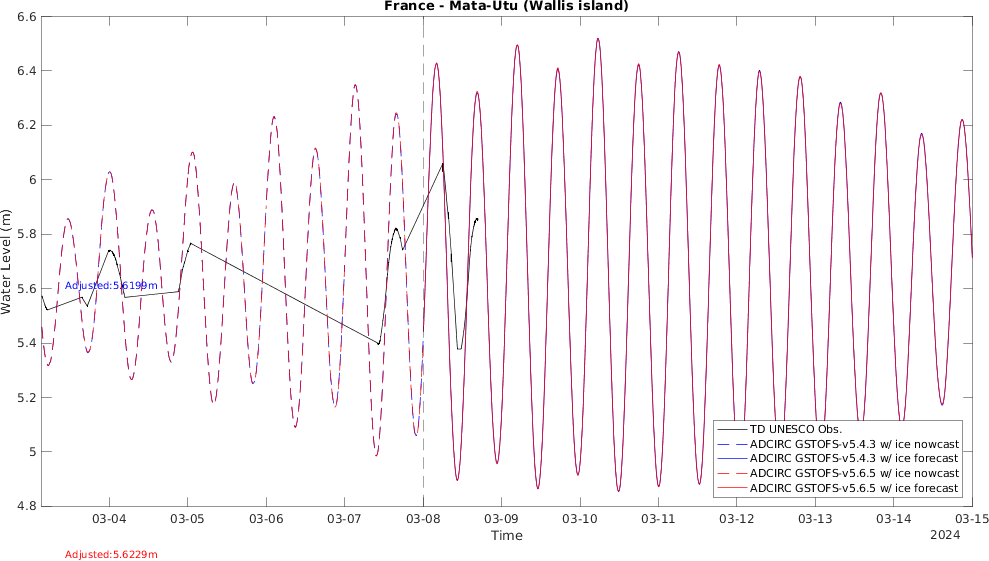 France - Mata-Utu (Wallis island)
Water Level (m)
6.6
6.4
6.2
6
5.8
5.6
5.4
5.2
5
4.8
Adjusted:5.6199m
TD UNESCO Obs.
ADCIRC GSTOFS-v5.4.3 w/ ice nowcast
ADCIRC GSTOFS-v5.4.3 w/ ice forecast
ADCIRC GSTOFS-v5.6.5 w/ ice nowcast
ADCIRC GSTOFS-v5.6.5 w/ ice forecast
03-04 03-05 03-06 03-07 03-08 03-09 03-10 03-11 03-12 03-13 03-14 03-15
Time
2024
Adjusted:5.6229m